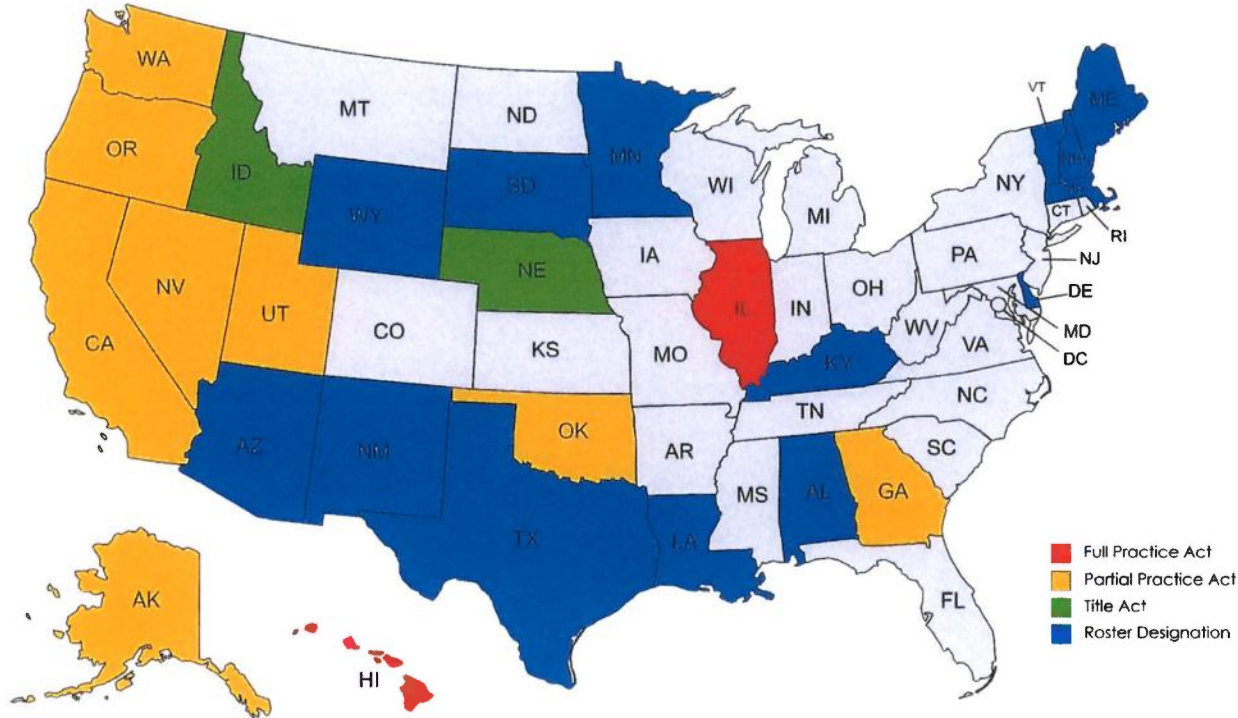 WA
MT
ND
MN
VT
ME
OR
ID
SD
WI
NH
NY
MI
MA
WY
CT
RI
IA
PA
NJ
NE
NV
OH
DE
UT
IL
IN
CA
CO
WV
MD
KS
MO
KY
VA
DC
NC
TN
OK
AZ
NM
AR
SC
MS
AL
GA
TX
LA
Full Practice Act
Partial Practice Act
AK
FL
Title Act
Roster Designation
HI